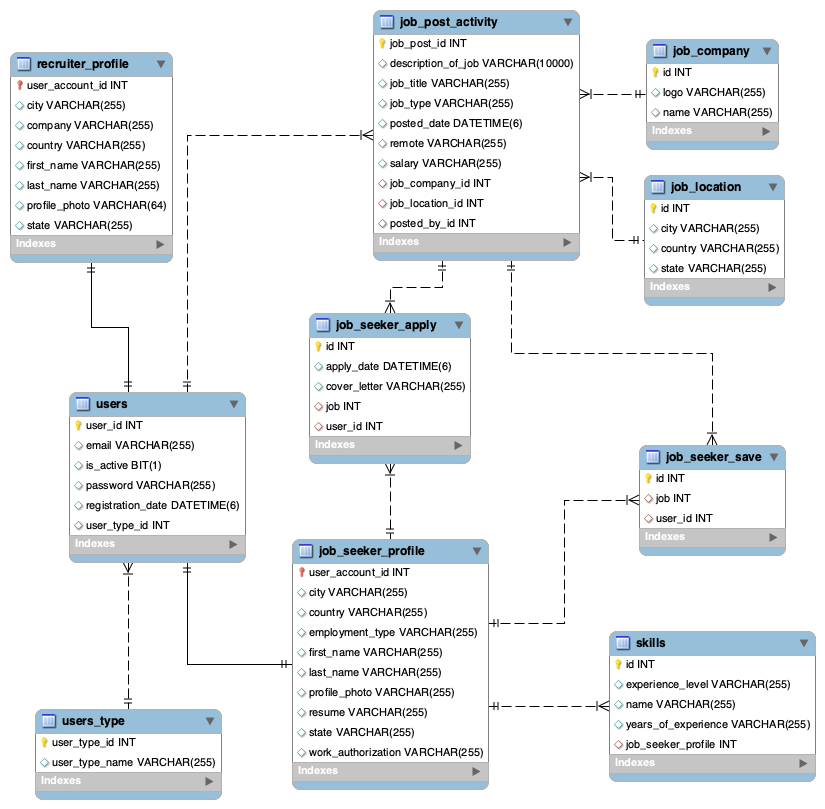 recruiter_profile
user_account_id INT
city VARCHAR(255)
company VARCHAR(255)
country VARCHAR(255)
first_name VARCHAR(255)
last_name VARCHAR(255)
profile_photo VARCHAR(64)
state VARCHAR(255)
Indexes
job_post_activity
job_post_id INT
description_of_job VARCHAR(10000)
job_title VARCHAR(255)
job_type VARCHAR(255)
posted_date DATETIME(6)
remote VARCHAR(255)
salary VARCHAR(255)
job_company_id INT
job_location_id INT
posted_by_id INT
Indexes
job_company
id INT
logo VARCHAR(255)
name VARCHAR(255)
Indexes
job_location
id INT
city VARCHAR(255)
country VARCHAR(255)
state VARCHAR(255)
Indexes
job_seeker_apply
id INT
apply_date DATETIME(6)
cover_letter VARCHAR(255)
job INT
user_id INT
Indexes
users
user_id INT
email VARCHAR(255)
is_active BIT(1)
password VARCHAR(255)
registration_date DATETIME(6)
user_type_id INT
Indexes
job_seeker_save
id INT
job INT
user_id INT
Indexes
job_seeker_profile
user_account_id INT
city VARCHAR(255)
country VARCHAR(255)
employment_type VARCHAR(255)
first_name VARCHAR(255)
last_name VARCHAR(255)
profile_photo VARCHAR(255)
resume VARCHAR(255)
state VARCHAR(255)
work_authorization VARCHAR(255)
Indexes
skills
id INT
experience_level VARCHAR(255)
name VARCHAR(255)
years_of_experience VARCHAR(255)
job_seeker_profile INT
Indexes
users_type
user_type_id INT
user_type_name VARCHAR(255)
Indexes